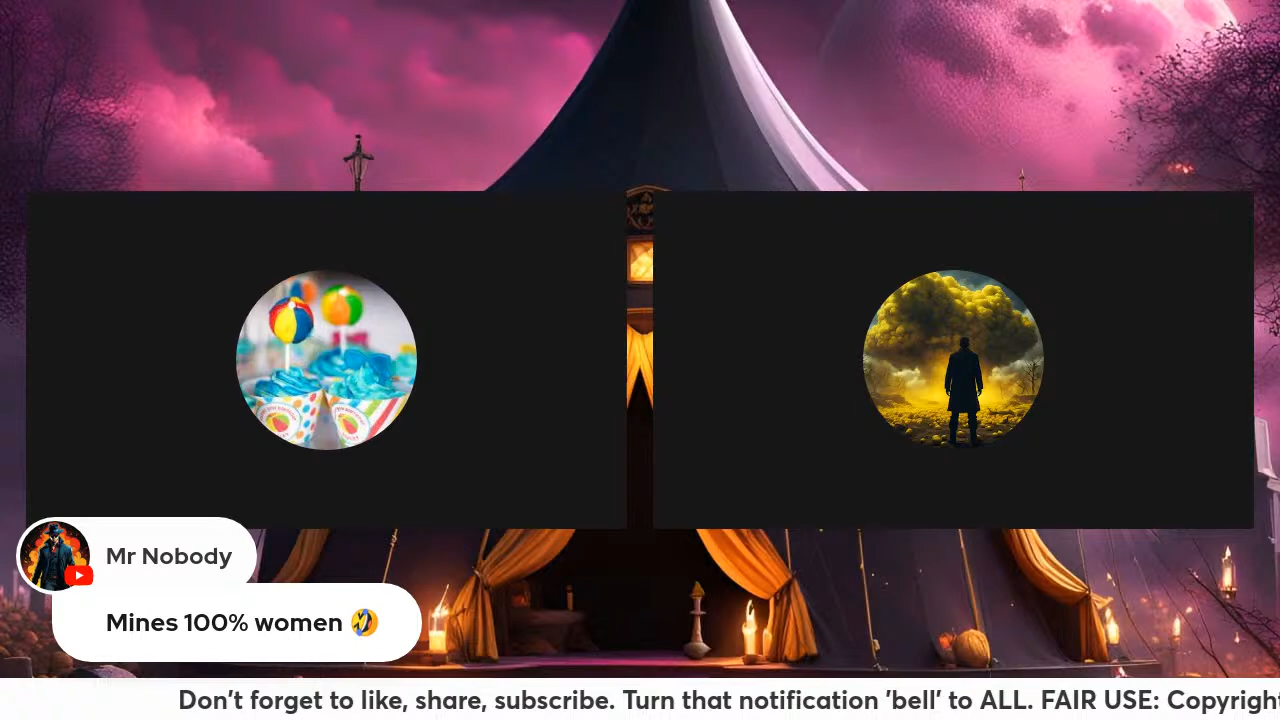 Mr Nobody
Mines 100% women 🤣
Don't forget to like, share, subscribe. Turn that notification 'bell' to ALL. FAIR USE: Copyright